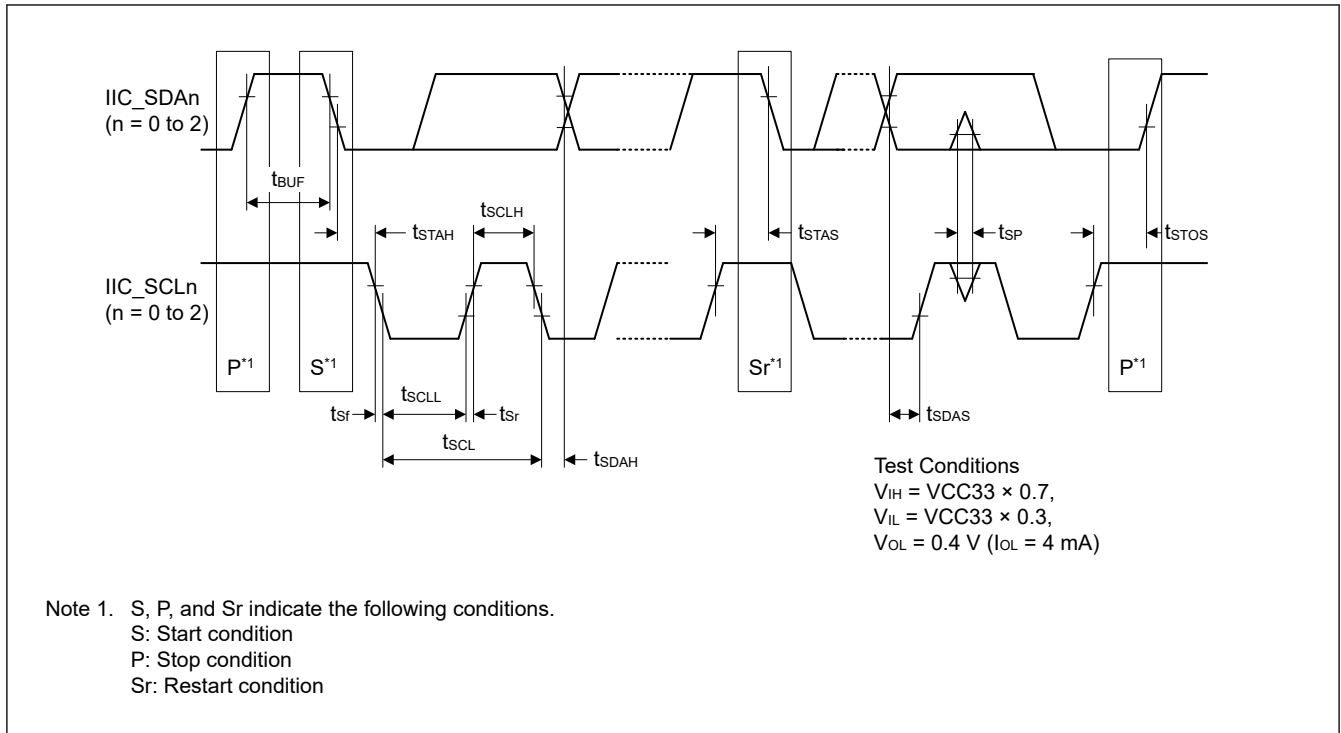 IIC_SDAn
(n = 0 to 2)
tBUF
tSCLH
tSTAH
tSTAS
tSP
tSTOS
IIC_SCLn
(n = 0 to 2)
P*1
S*1
Sr*1
P*1
tSCLL
tSf
tSr
tSDAS
tSCL
tSDAH
Test Conditions
VIH = VCC33 × 0.7,
VIL = VCC33 × 0.3,
VOL = 0.4 V (IOL = 4 mA)
Note 1. S, P, and Sr indicate the following conditions.
S: Start condition
P: Stop condition
Sr: Restart condition